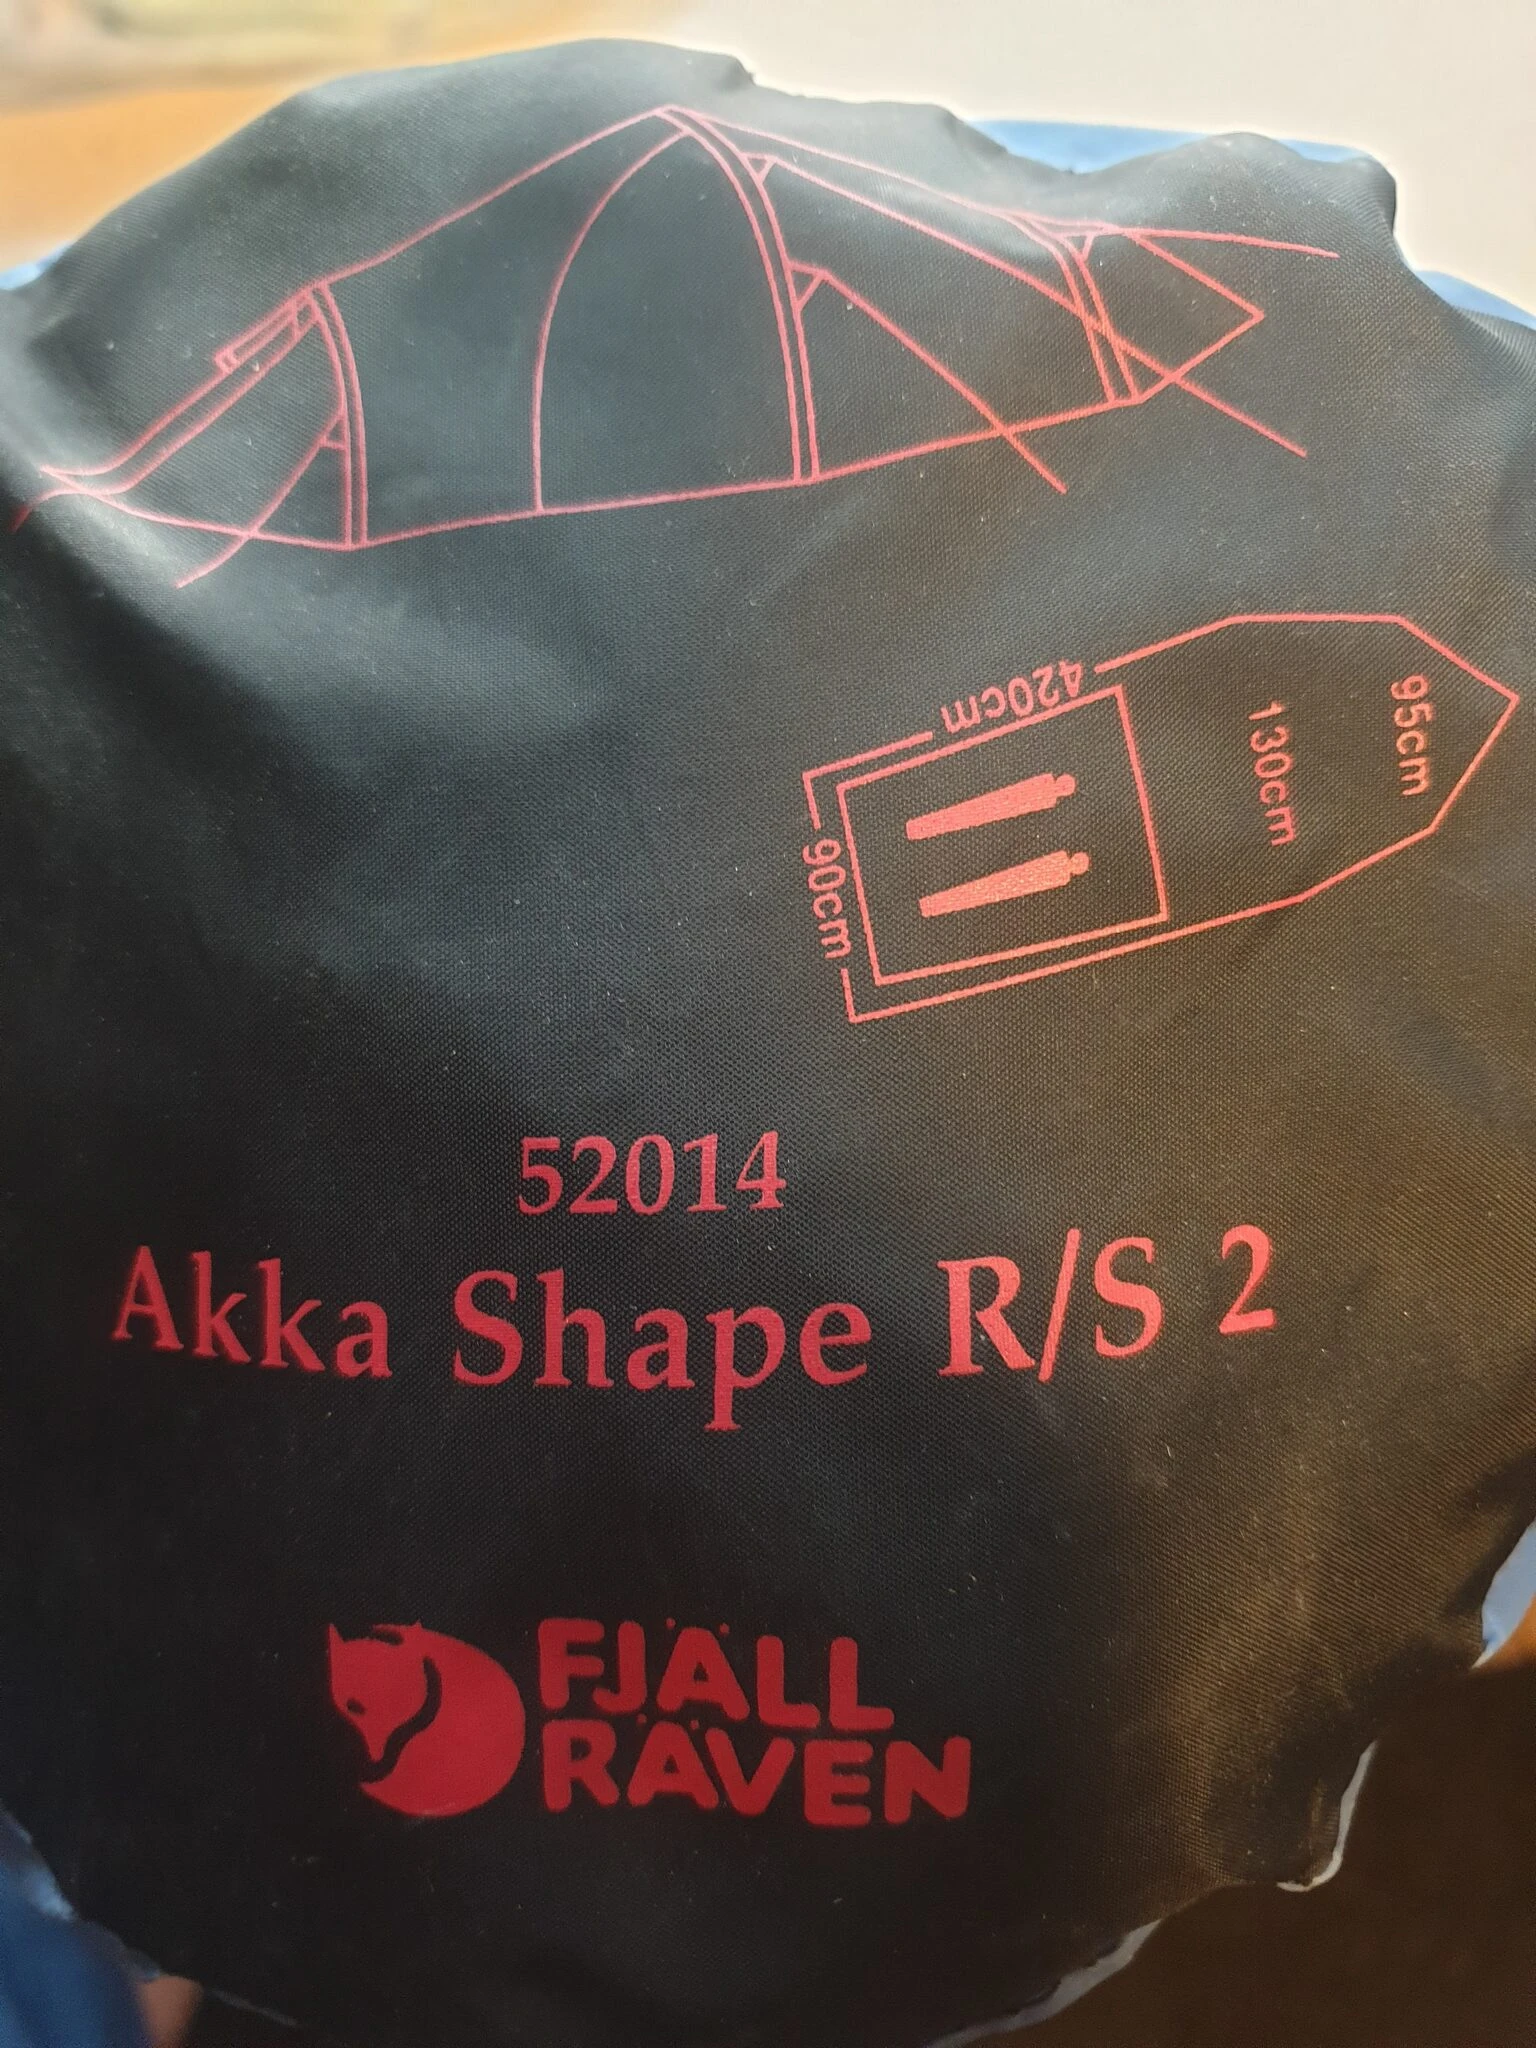 420cm
90cm
130cm
95cm
52014
Akka Shape R/S 2
FJÄLL
RÄVEN